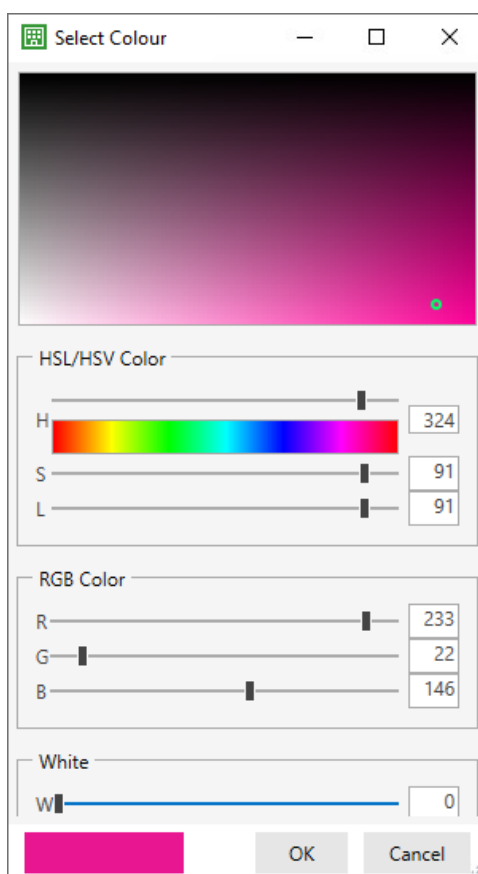 Select Colour
HSL/HSV Color
H 324
S 91
L 91
RGB Color
R 233
G 22
B 146
White
W 0
OK Cancel